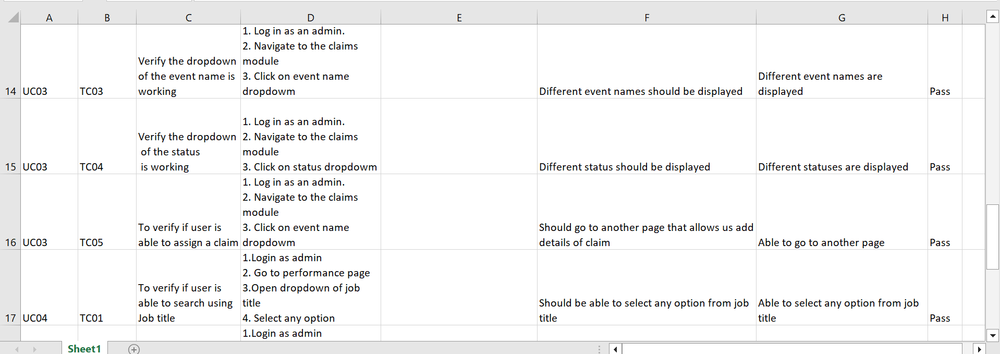 A B C D E F G H
14 UC03 TC03
Verify the dropdown
of the event name is
working
1. Log in as an admin.
2. Navigate to the claims
module
3. Click on event name
dropdowm
Different event names should be displayed
Different event names are
displayed
Pass
15 UC03 TC04
Verify the dropdown
of the status
is working
1. Log in as an admin.
2. Navigate to the claims
module
3. Click on status dropdowm
Different status should be displayed
Different statuses are displayed
Pass
16 UC03 TC05
To verify if user is
able to assign a claim
1. Log in as an admin.
2. Navigate to the claims
module
3. Click on event name
dropdowm
Should go to another page that allows us add
details of claim
Able to go to another page
Pass
17 UC04 TC01
To verify if user is
able to search using
Job title
1.Login as admin
2. Go to performance page
3.Open dropdown of job
title
4. Select any option
Should be able to select any option from job
title
Able to select any option from job
title
Pass
1.Login as admin
Sheet1